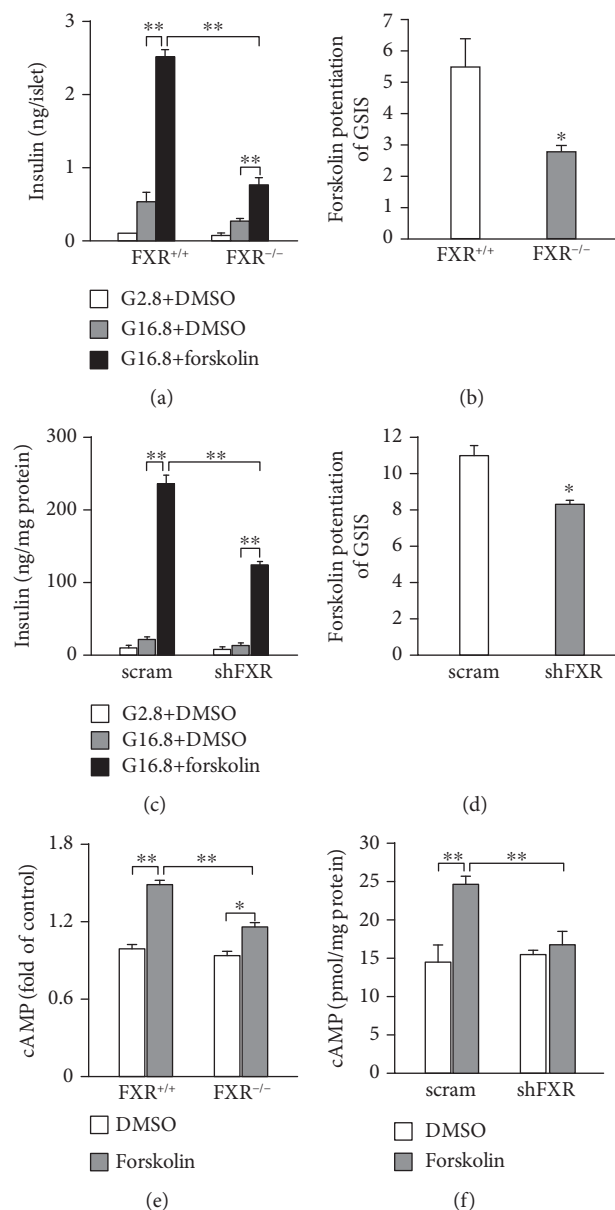 3
2
1
0
Insulin (ng/islet)
**
**
**
FXR+/+
FXR−/−
G2.8+DMSO
G16.8+DMSO
G16.8+forskolin
(a)
7
6
5
4
3
2
1
0
Forskolin potentiation
of GSIS
*
FXR+/+
FXR−/−
(b)
300
200
100
0
Insulin (ng/mg protein)
**
**
**
scram
shFXR
G2.8+DMSO
G16.8+DMSO
G16.8+forskolin
(c)
12
10
8
6
4
2
0
Forskolin potentiation
of GSIS
*
scram
shFXR
(d)
1.8
1.2
0.6
0
cAMP (fold of control)
**
**
*
FXR+/+
FXR−/−
DMSO
Forskolin
(e)
30
25
20
15
10
5
0
cAMP (pmol/mg protein)
**
**
scram
shFXR
DMSO
Forskolin
(f)